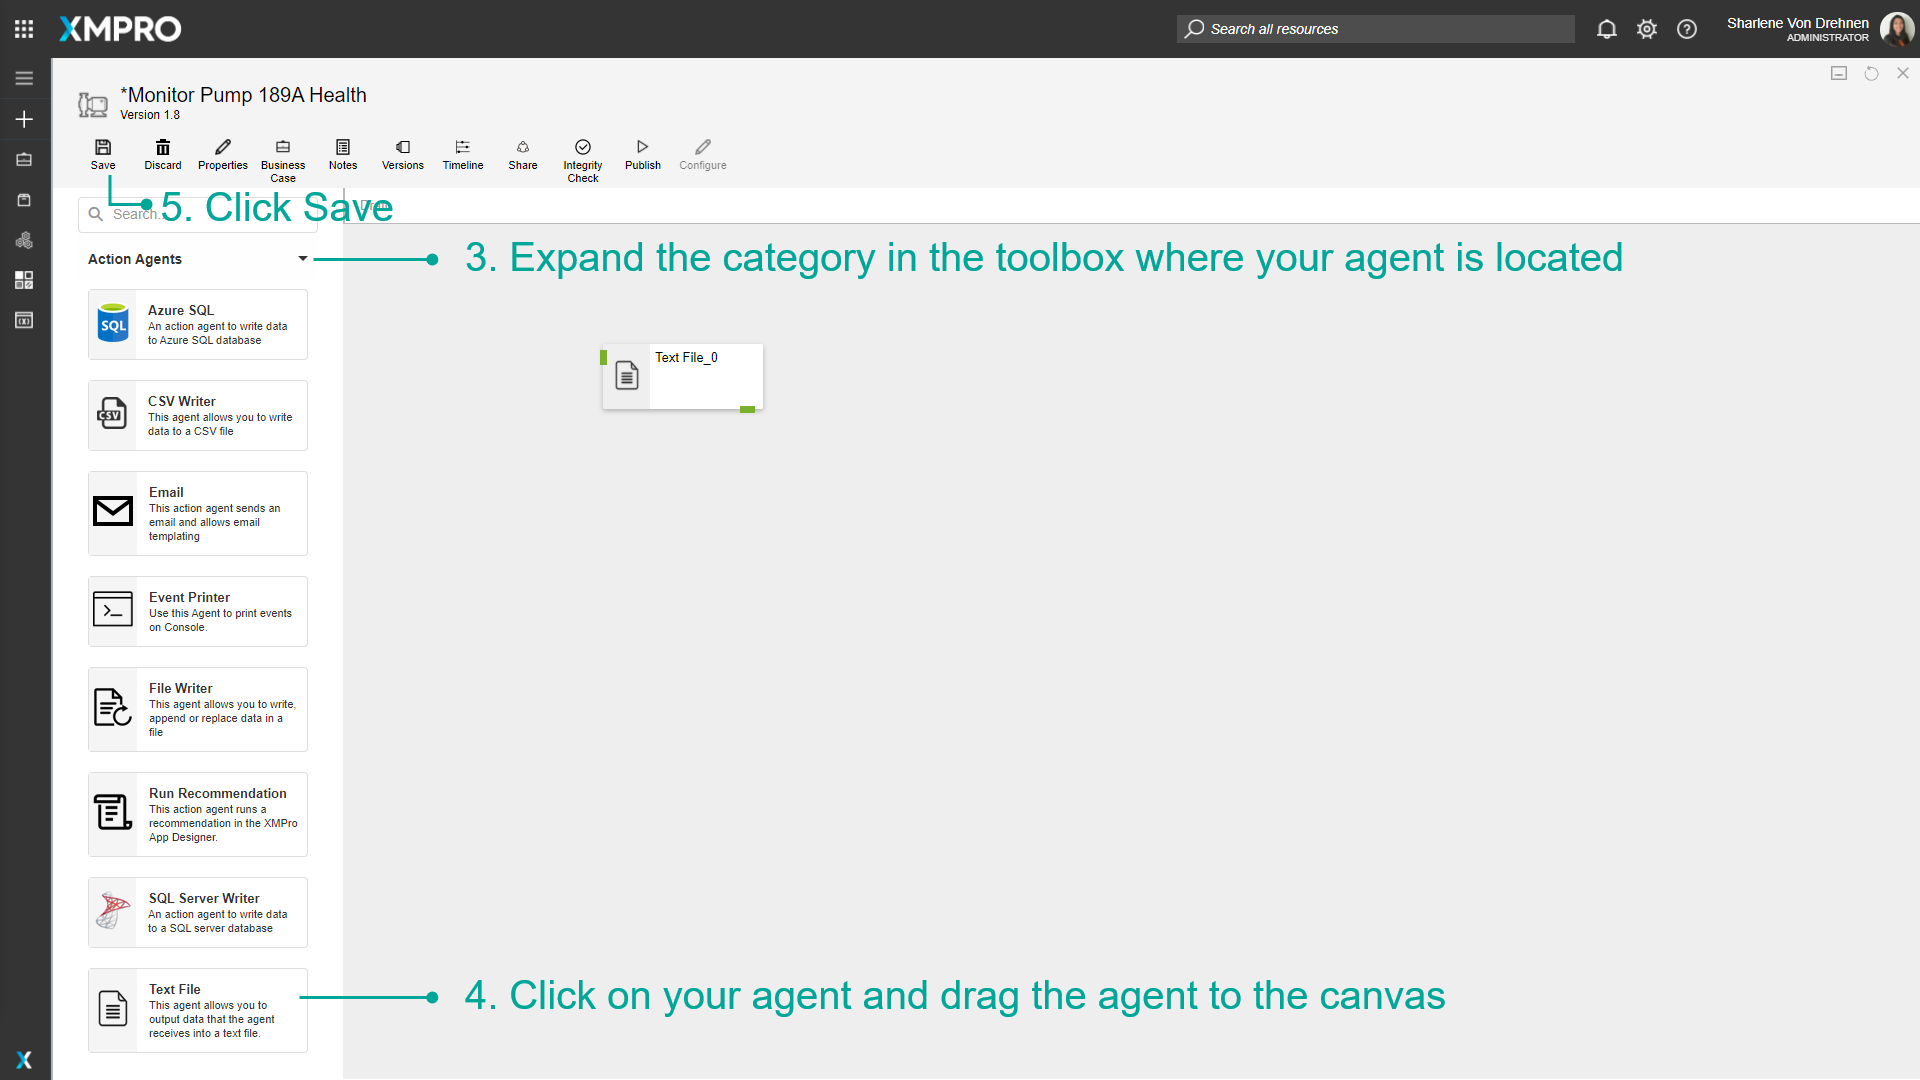 XMPRO
Search all resources
Sharlene Von Drehnen
ADMINISTRATOR
*Monitor Pump 189A Health
Version 1.8
Save
Discard
Properties
Business
Case
Notes
Versions
Timeline
Share
Integrity
Check
Publish
Configure
5. Click Save
Search...
3. Expand the category in the toolbox where your agent is located
Action Agents
Azure SQL
An action agent to write data
to Azure SQL database
SQL
Text File_0
CSV Writer
This agent allows you to write
data to a CSV file
CSV
Email
This action agent sends an
email and allows email
templating
Event Printer
Use this Agent to print events
on Console.
File Writer
This agent allows you to write,
append or replace data in a
file
Run Recommendation
This action agent runs a
recommendation in the XMPro
App Designer.
SQL Server Writer
An action agent to write data
to a SQL server database
Text File
This agent allows you to
output data that the agent
receives into a text file.
4. Click on your agent and drag the agent to the canvas